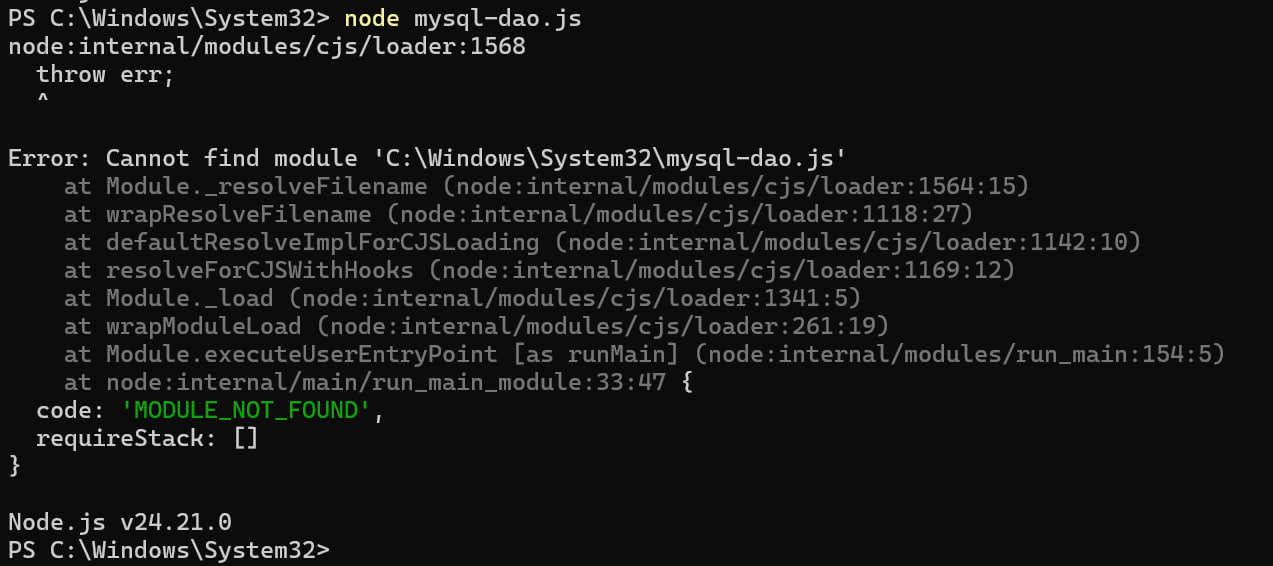 PS C:\Windows\System32> node mysql-dao.js
node:internal/modules/cjs/loader:1568
  throw err;
  ^

Error: Cannot find module 'C:\Windows\System32\mysql-dao.js'
    at Module._resolveFilename (node:internal/modules/cjs/loader:1564:15)
    at wrapResolveFilename (node:internal/modules/cjs/loader:1118:27)
    at defaultResolveImplForCJSLoading (node:internal/modules/cjs/loader:1142:10)
    at resolveForCJSWithHooks (node:internal/modules/cjs/loader:1169:12)
    at Module._load (node:internal/modules/cjs/loader:1341:5)
    at wrapModuleLoad (node:internal/modules/cjs/loader:261:19)
    at Module.executeUserEntryPoint [as runMain] (node:internal/modules/run_main:154:5)
    at node:internal/main/run_main_module:33:47 {
  code: 'MODULE_NOT_FOUND',
  requireStack: []
}

Node.js v24.21.0
PS C:\Windows\System32>